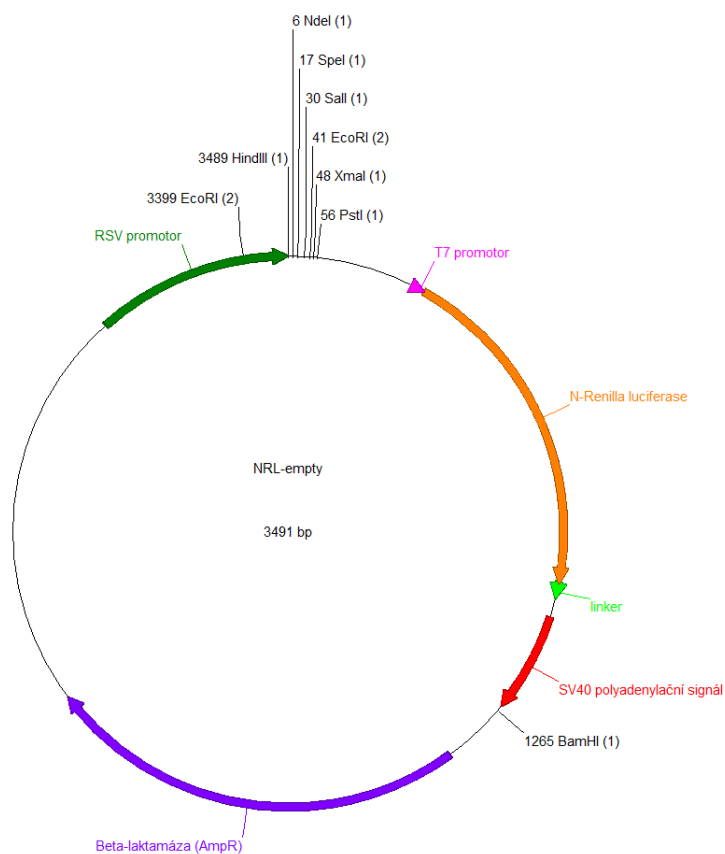 6 NdeI (1)
17 SpeI (1)
30 SalI (1)
41 EcoRI (2)
3489 HindIII (1)
48 XmaI (1)
3399 EcoRI (2)
56 PstI (1)
RSV promotor
T7 promotor
N-Renilla luciferase
NRL-empty
3491 bp
linker
SV40 polyadenylační signál
1265 BamHI (1)
Beta-laktamáza (AmpR)